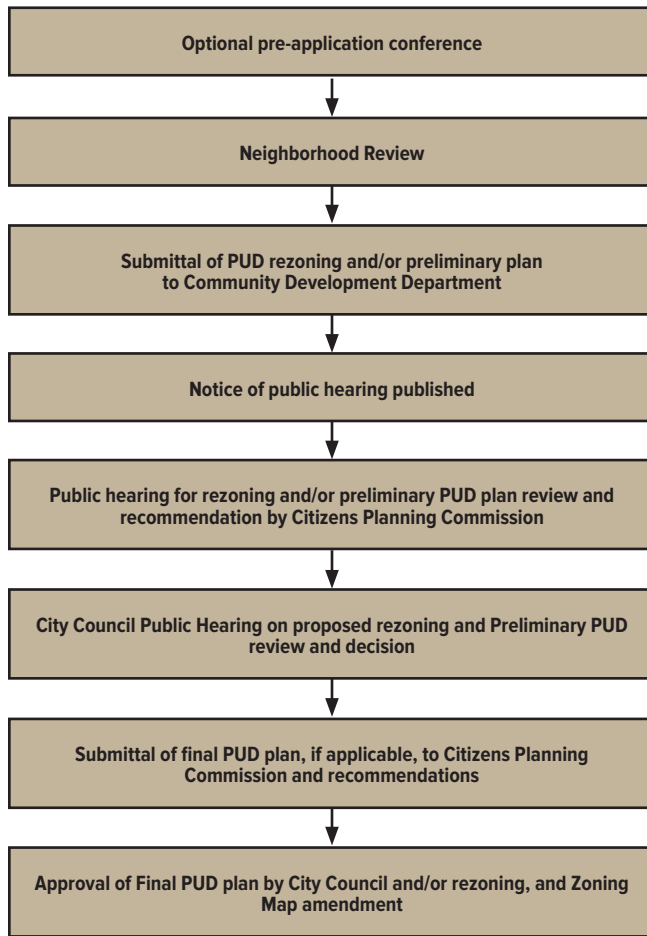 Optional pre-application conference
Neighborhood Review
Submittal of PUD rezoning and/or preliminary plan
to Community Development Department
Notice of public hearing published
Public hearing for rezoning and/or preliminary PUD plan review and
recommendation by Citizens Planning Commission
City Council Public Hearing on proposed rezoning and Preliminary PUD
review and decision
Submittal of final PUD plan, if applicable, to Citizens Planning
Commission and recommendations
Approval of Final PUD plan by City Council and/or rezoning, and Zoning
Map amendment